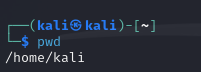 ┌──(kali㉿kali)-[~]
└─$ pwd
/home/kali